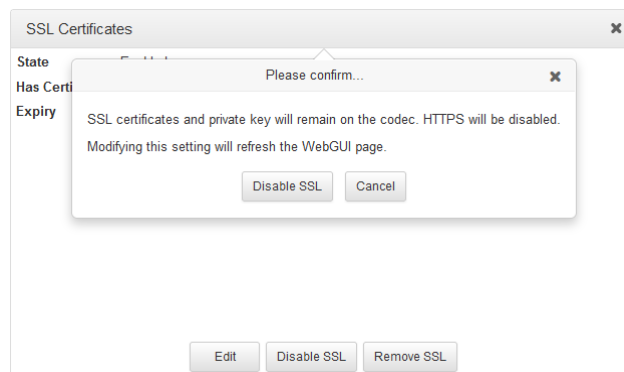 SSL Certificates
State
Please confirm...
Has Certi
Expiry
SSL certificates and private key will remain on the codec. HTTPS will be disabled.
Modifying this setting will refresh the WebGUI page.
Disable SSL Cancel
Edit Disable SSL Remove SSL